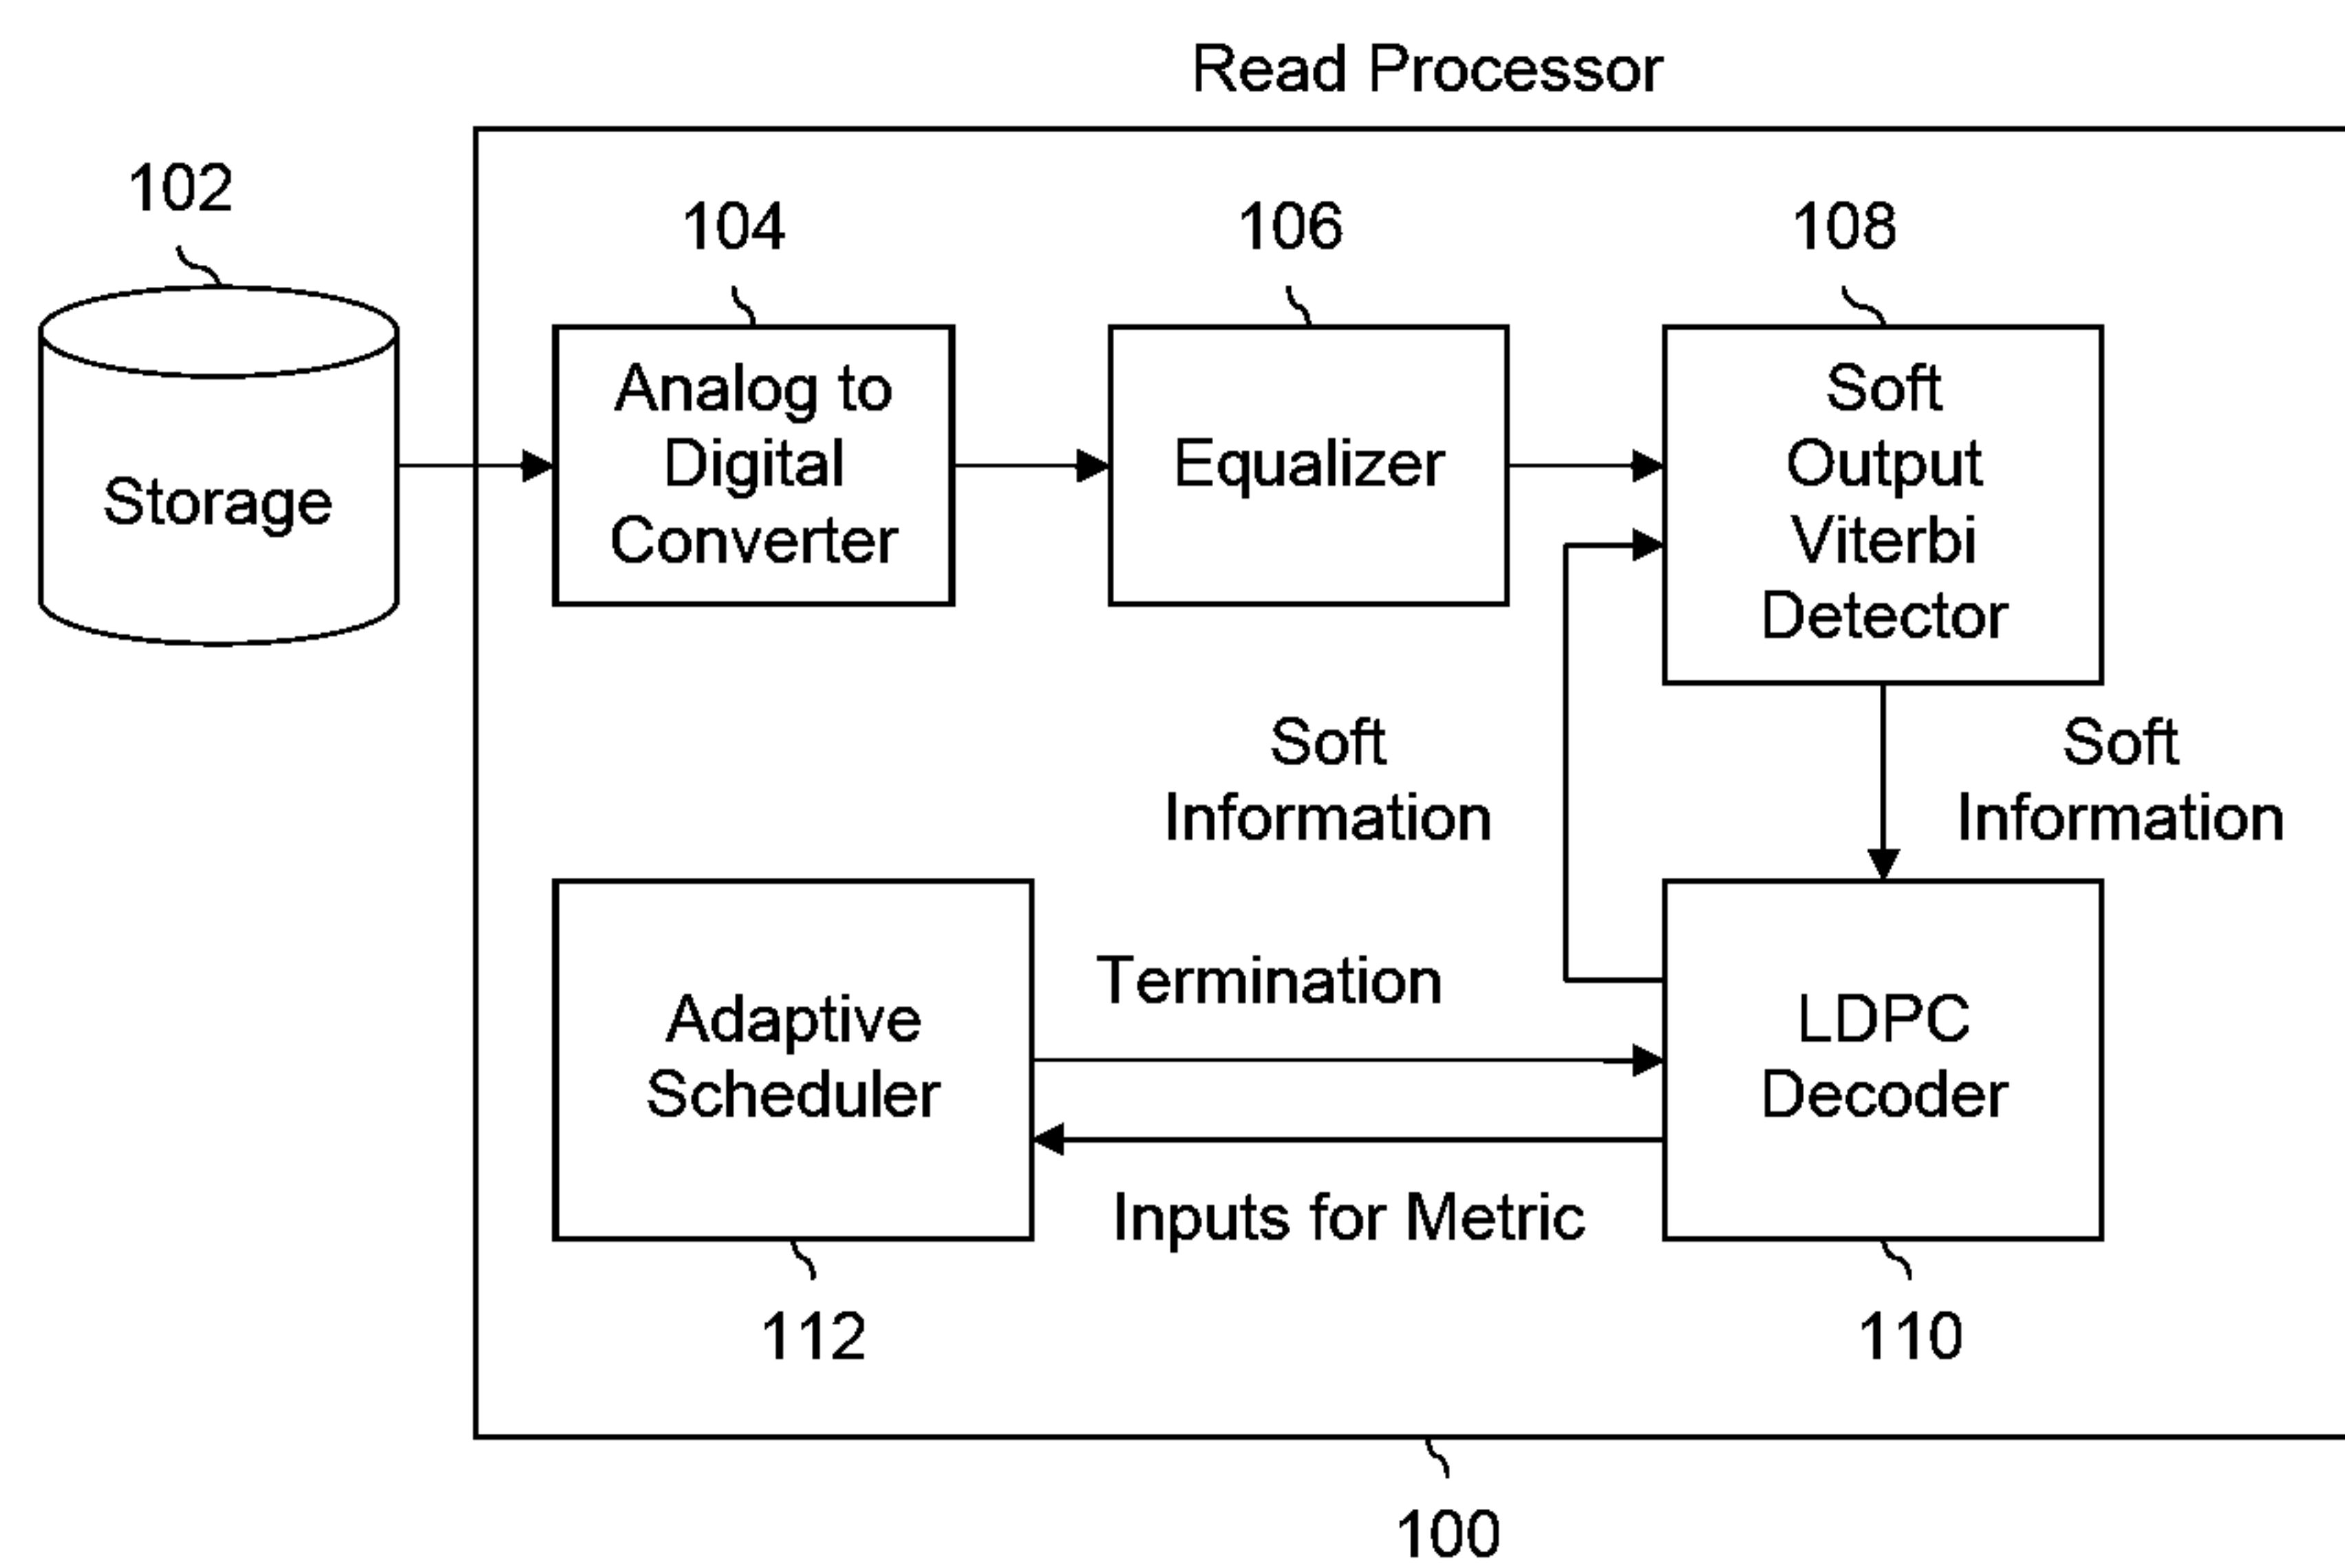 Read Processor
102
104
106
108
Storage
Analog to
Digital
Converter
Equalizer
Soft
Output
Viterbi
Detector
Soft
Information
Soft
Information
Adaptive
Scheduler
Termination
Inputs for Metric
LDPC
Decoder
112
110
100